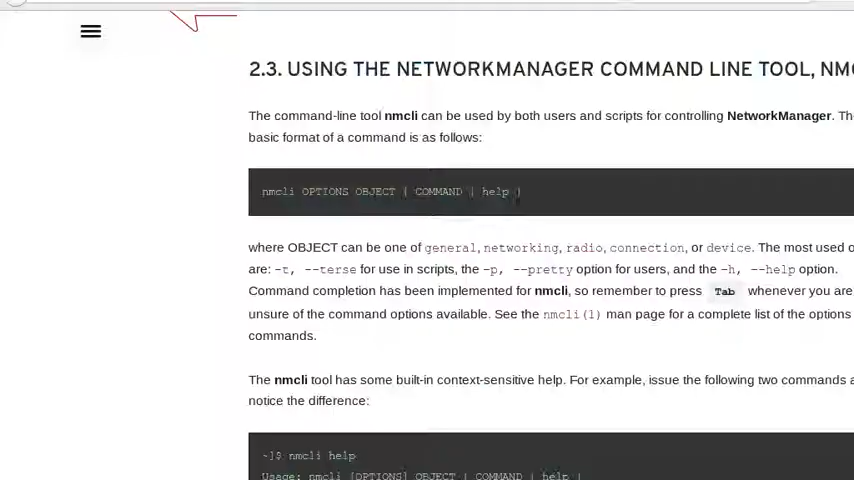 2.3. USING THE NETWORKMANAGER COMMAND LINE TOOL, NM
The command-line tool nmcli can be used by both users and scripts for controlling NetworkManager. Th
basic format of a command is as follows:
nmcli OPTIONS OBJECT { COMMAND | help }
where OBJECT can be one of general, networking, radio, connection, or device. The most used o
are: -t, --terse for use in scripts, the -p, --pretty option for users, and the -h, --help option.
Command completion has been implemented for nmcli, so remember to press Tab whenever you are
unsure of the command options available. See the nmcli(1) man page for a complete list of the options
commands.
The nmcli tool has some built-in context-sensitive help. For example, issue the following two commands a
notice the difference:
~]$ nmcli help
Usage: nmcli [OPTIONS] OBJECT { COMMAND | help }